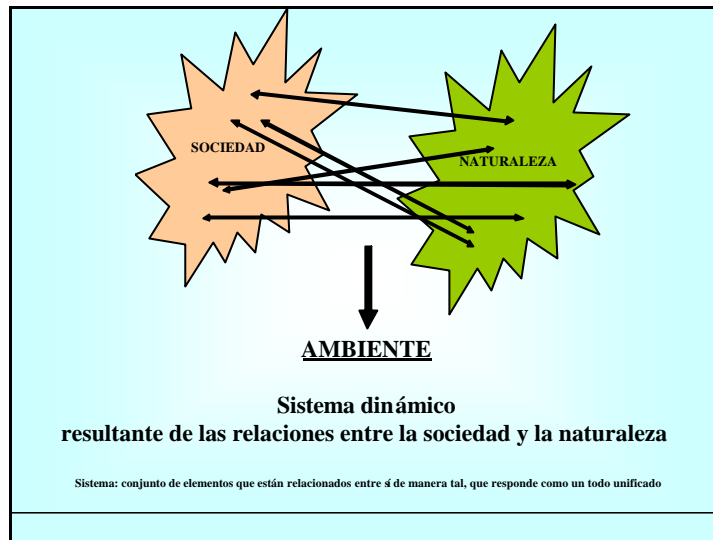 SOCIEDAD
NATURALEZA
AMBIENTE
Sistema dinámico
resultante de las relaciones entre la sociedad y la naturaleza
Sistema: conjunto de elementos que están relacionados entre sí de manera tal, que responde como un todo unificado